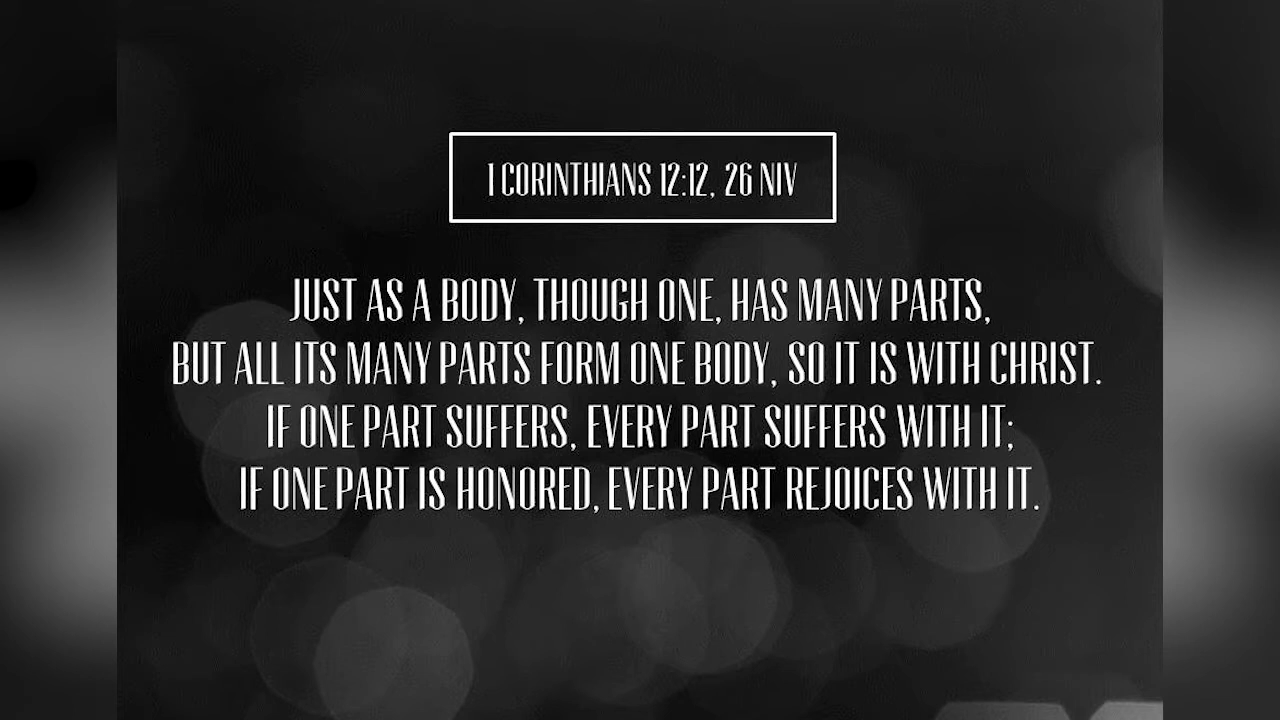 1 CORINTHIANS 12:12, 26 NIV
JUST AS A BODY, THOUGH ONE, HAS MANY PARTS,
BUT ALL ITS MANY PARTS FORM ONE BODY, SO IT IS WITH CHRIST.
IF ONE PART SUFFERS, EVERY PART SUFFERS WITH IT;
IF ONE PART IS HONORED, EVERY PART REJOICES WITH IT.